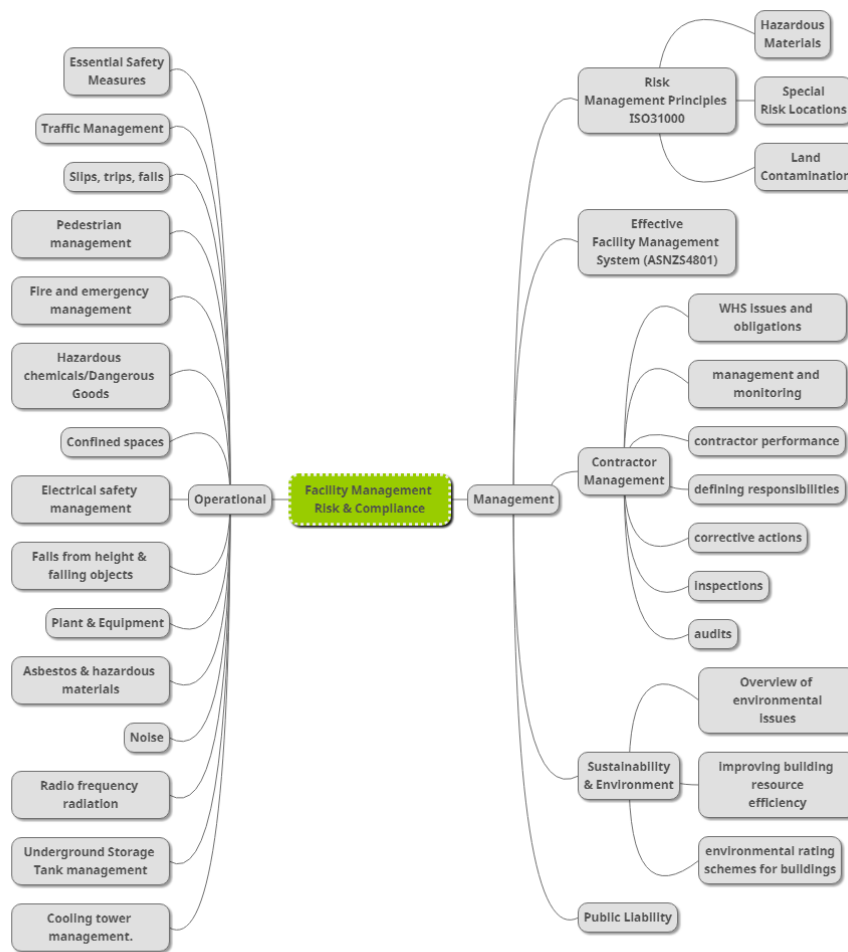 Essential Safety
Measures
Traffic Management
Slips, trips, falls
Pedestrian
management
Fire and emergency
management
Hazardous
chemicals/Dangerous
Goods
Confined spaces
Electrical safety
management
Falls from height &
falling objects
Plant & Equipment
Asbestos & hazardous
materials
Noise
Radio frequency
radiation
Underground Storage
Tank management
Cooling tower
management.
Operational
Facility Management
Risk & Compliance
Management
Risk
Management Principles
ISO31000
Hazardous
Materials
Special
Risk Locations
Land
Contamination
Effective
Facility Management
System (ASNZS4801)
Contractor
Management
WHS issues and
obligations
management and
monitoring
contractor performance
defining responsibilities
corrective actions
inspections
audits
Sustainability
& Environment
Overview of
environmental
issues
improving building
resource
efficiency
environmental rating
schemes for buildings
Public Liability